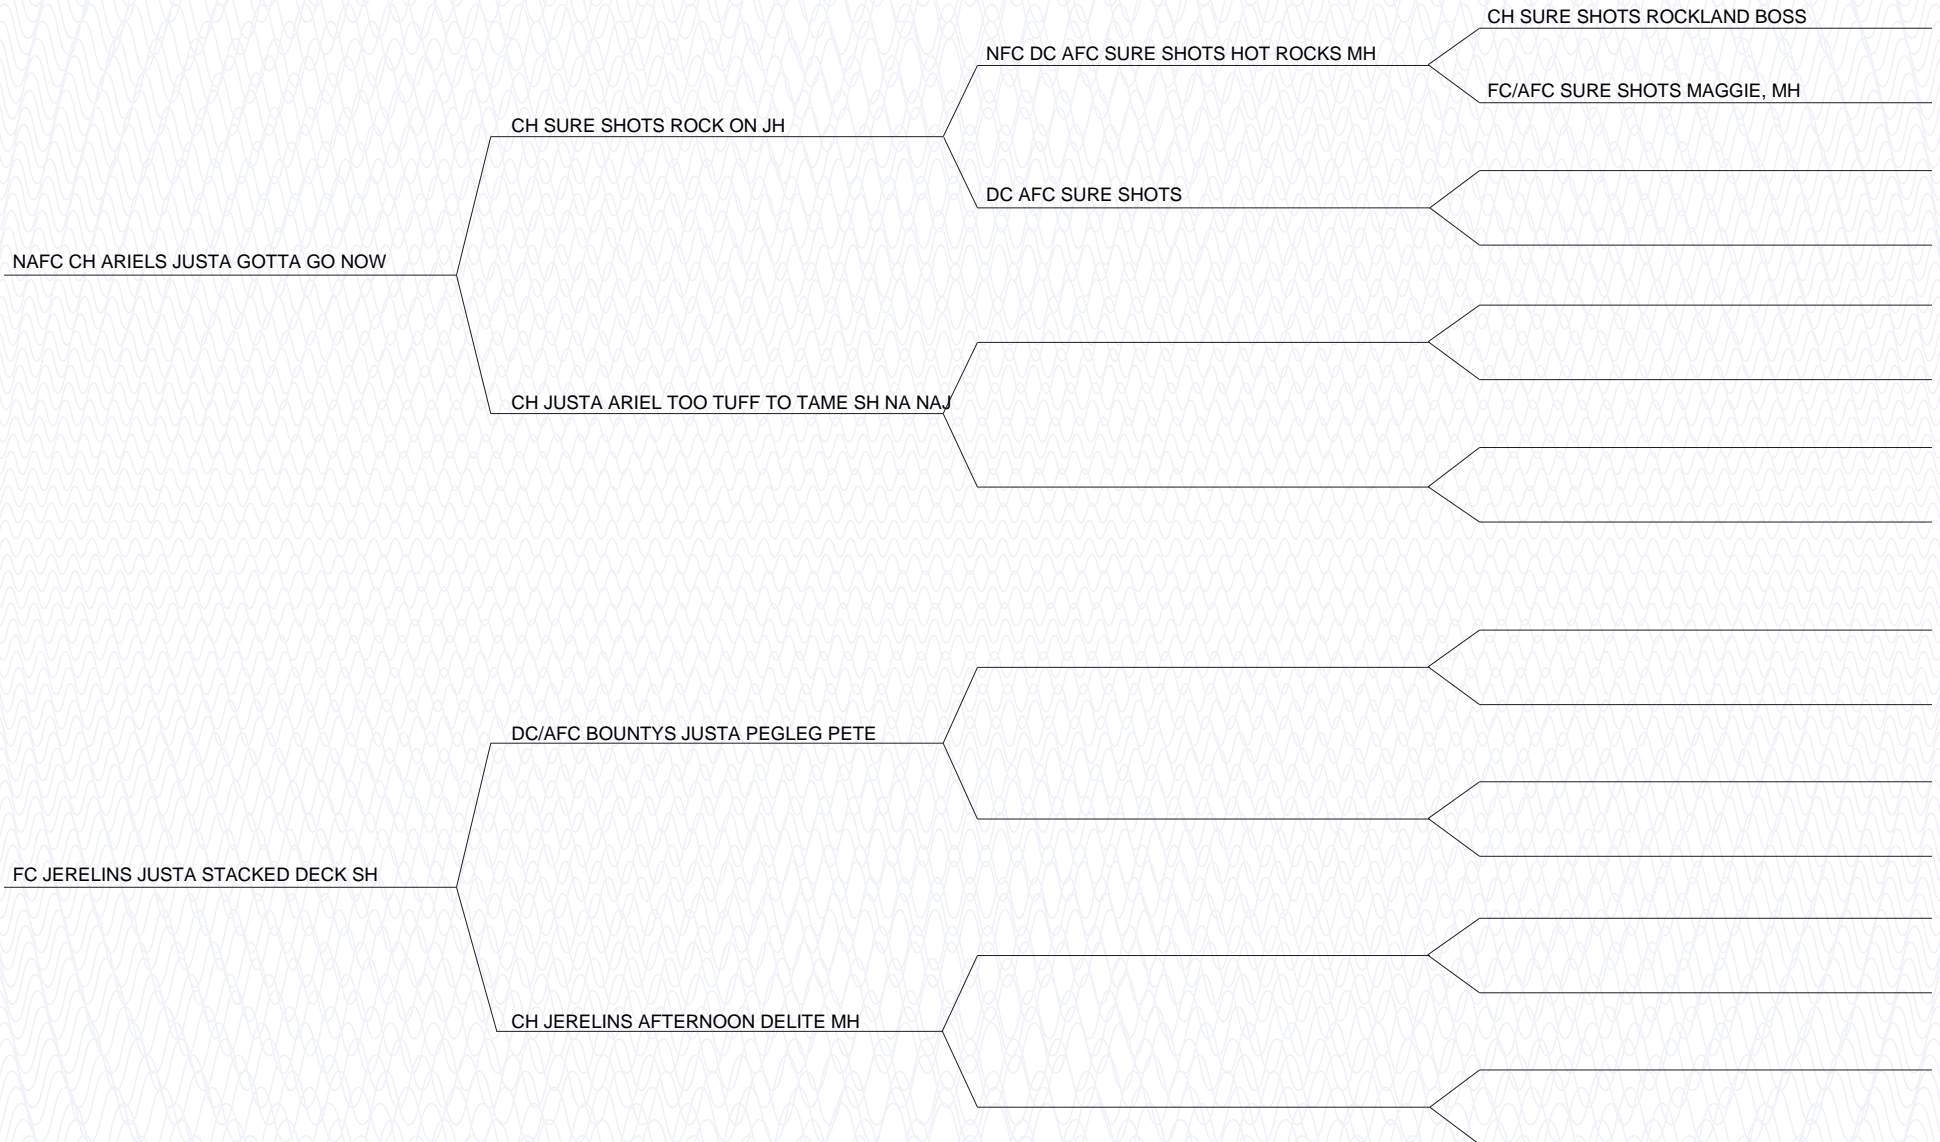 CH SURE SHOTS ROCKLAND BOSS
NFC DC AFC SURE SHOTS HOT ROCKS MH
FC/AFC SURE SHOTS MAGGIE, MH
CH SURE SHOTS ROCK ON JH
DC AFC SURE SHOTS
NAFC CH ARIELS JUSTA GOTTA GO NOW
CH JUSTA ARIEL TOO TUFF TO TAME SH NA NAJ
DC/AFC BOUNTYS JUSTA PEGLEG PETE
FC JERELINS JUSTA STACKED DECK SH
CH JERELINS AFTERNOON DELITE MH